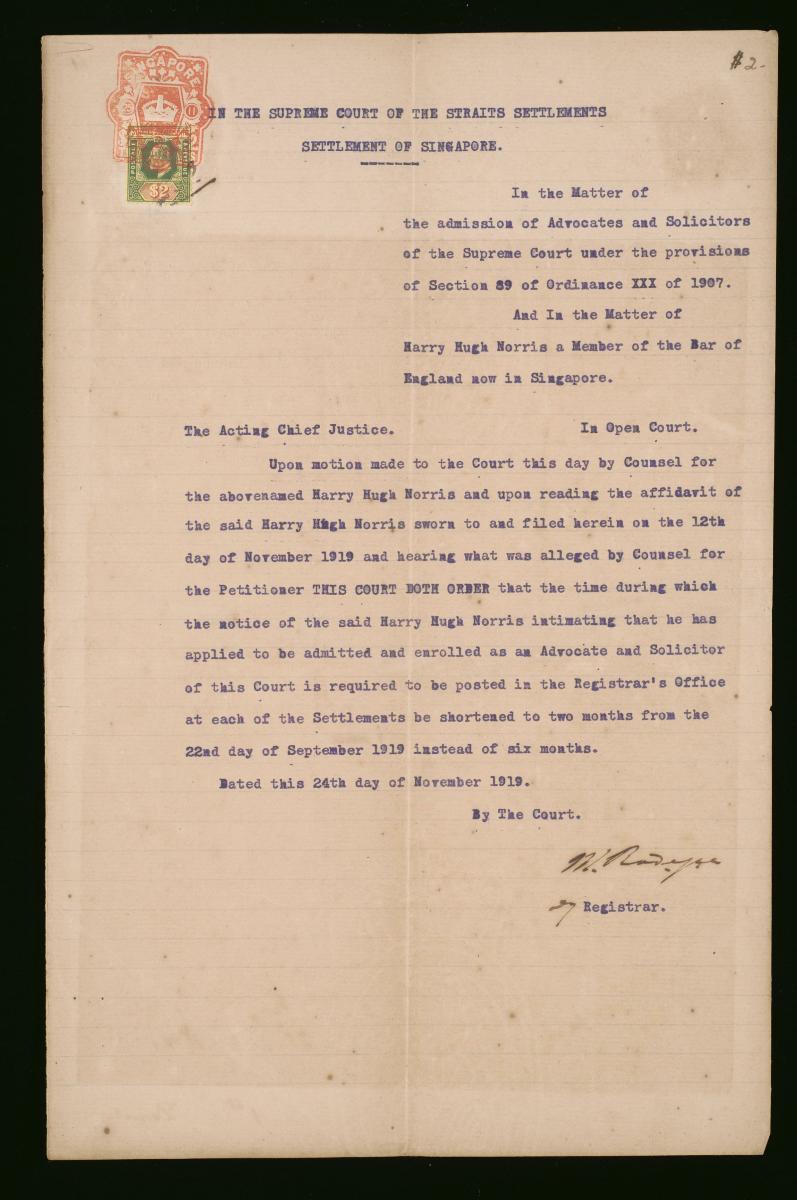 $2-
SINGAPORE
$2
IN THE SUPREME COURT OF THE STRAITS SETTLEMENTS
SETTLEMENT OF SINGAPORE.
In the Matter of
the admission of Advocates and Solicitors
of the Supreme Court under the provisions
of Section 89 of Ordinance XXX of 1907.
And In the Matter of
Harry Hugh Norris a Member of the Bar of
England now in Singapore.
The Acting Chief Justice. In Open Court.
Upon motion made to the Court this day by Counsel for
the abovenamed Harry Hugh Norris and upon reading the affidavit of
the said Harry Hugh Norris sworn to and filed herein on the 12th
day of November 1919 and hearing what was alleged by Counsel for
the Petitioner THIS COURT DOTH ORDER that the time during which
the notice of the said Harry Hugh Norris intimating that he has
applied to be admitted and enrolled as an Advocate and Solicitor
of this Court is required to be posted in the Registrar's Office
at each of the Settlements be shortened to two months from the
22nd day of September 1919 instead of six months.
Dated this 24th day of November 1919.
By The Court.
Registrar.